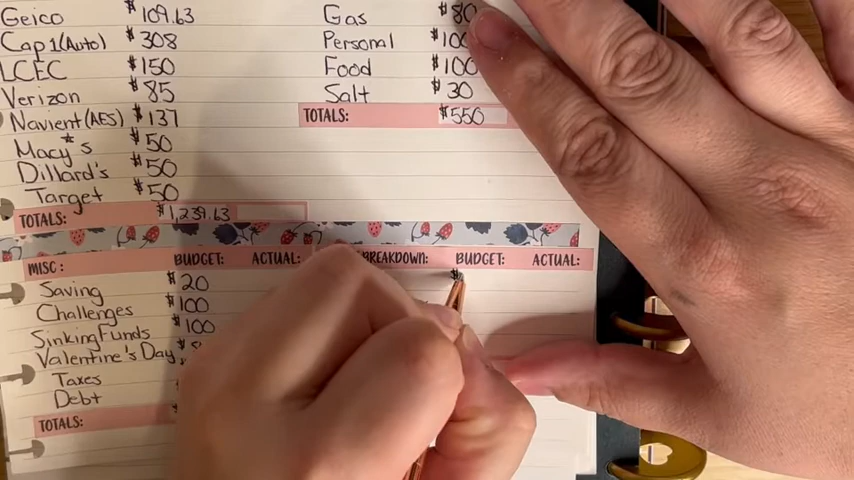 Geico $109.63
Cap1(Auto) $308
LCEC $150
Verizon $85
Navient(AES) $137
Macy*s $50
Dillard's $50
Target $50
TOTALS: $1,239.63
Gas $80
Personal $100
Food $100
Salt $30
TOTALS: $550
MISC: BUDGET: ACTUAL:
Saving $20
Challenges $100
Sinking Funds $100
Valentine's Day
Taxes
Debt
TOTALS:
BREAKDOWN: BUDGET: ACTUAL:
$